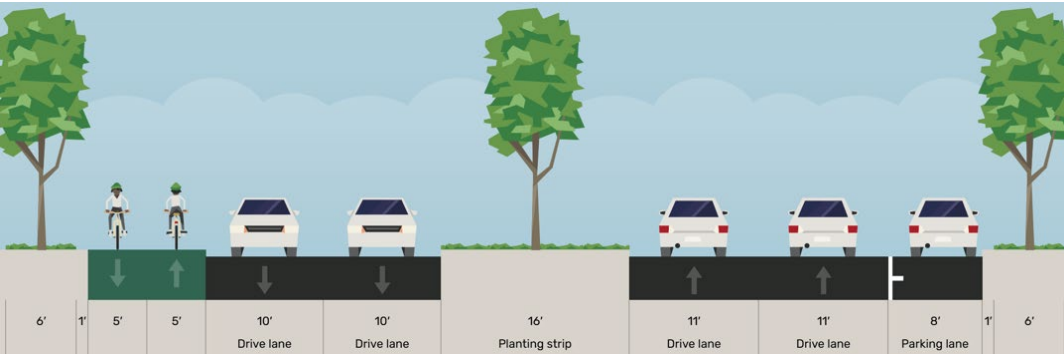 6′ 1′ 5′ 5′ 10′ 10′ 16′ 11′ 11′ 8′ 1′ 6′
Drive lane Drive lane Planting strip Drive lane Drive lane Parking lane